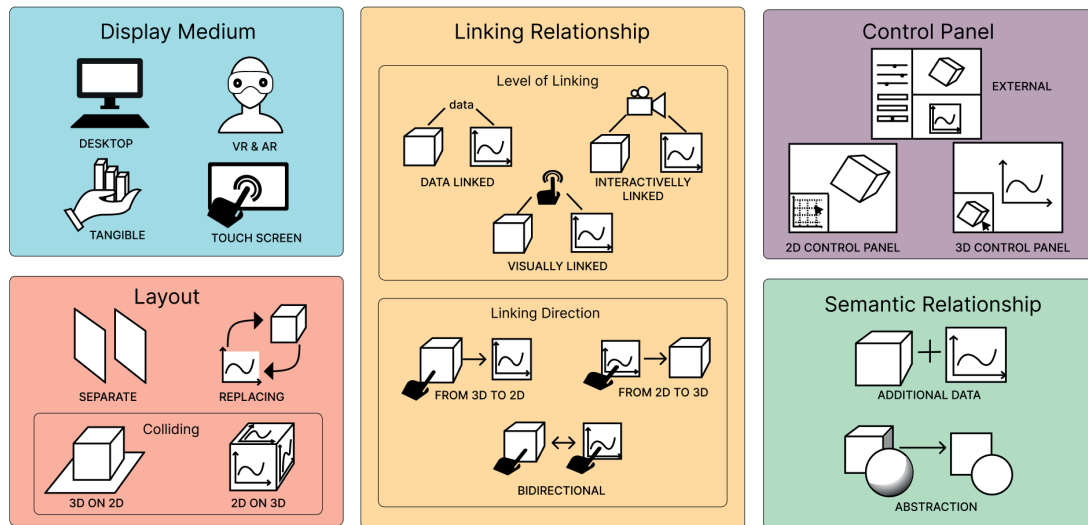 Display Medium
DESKTOP
VR & AR
TANGIBLE
TOUCH SCREEN
Layout
SEPARATE
REPLACING
Colliding
3D ON 2D
2D ON 3D
Linking Relationship
Level of Linking
data
DATA LINKED
INTERACTIVELLY
LINKED
VISUALLY LINKED
Linking Direction
FROM 3D TO 2D
FROM 2D TO 3D
BIDIRECTIONAL
Control Panel
EXTERNAL
2D CONTROL PANEL
3D CONTROL PANEL
Semantic Relationship
ADDITIONAL DATA
ABSTRACTION